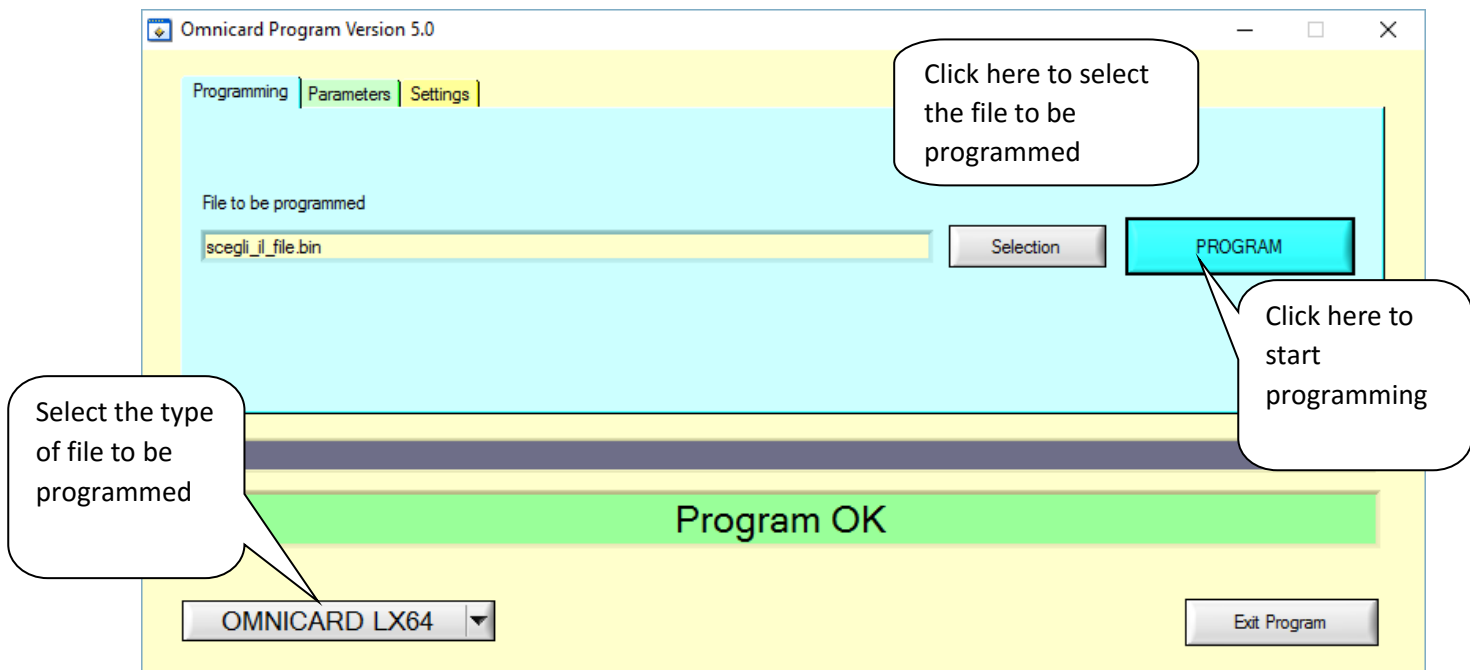 Omnicard Program Version 5.0
Click here to select
the file to be
programmed
Programming Parameters Settings
File to be programmed
scegli_il_file.bin
Selection
PROGRAM
Click here to
start
programming
Select the type
of file to be
programmed
Program OK
OMNICARD LX64
Exit Program